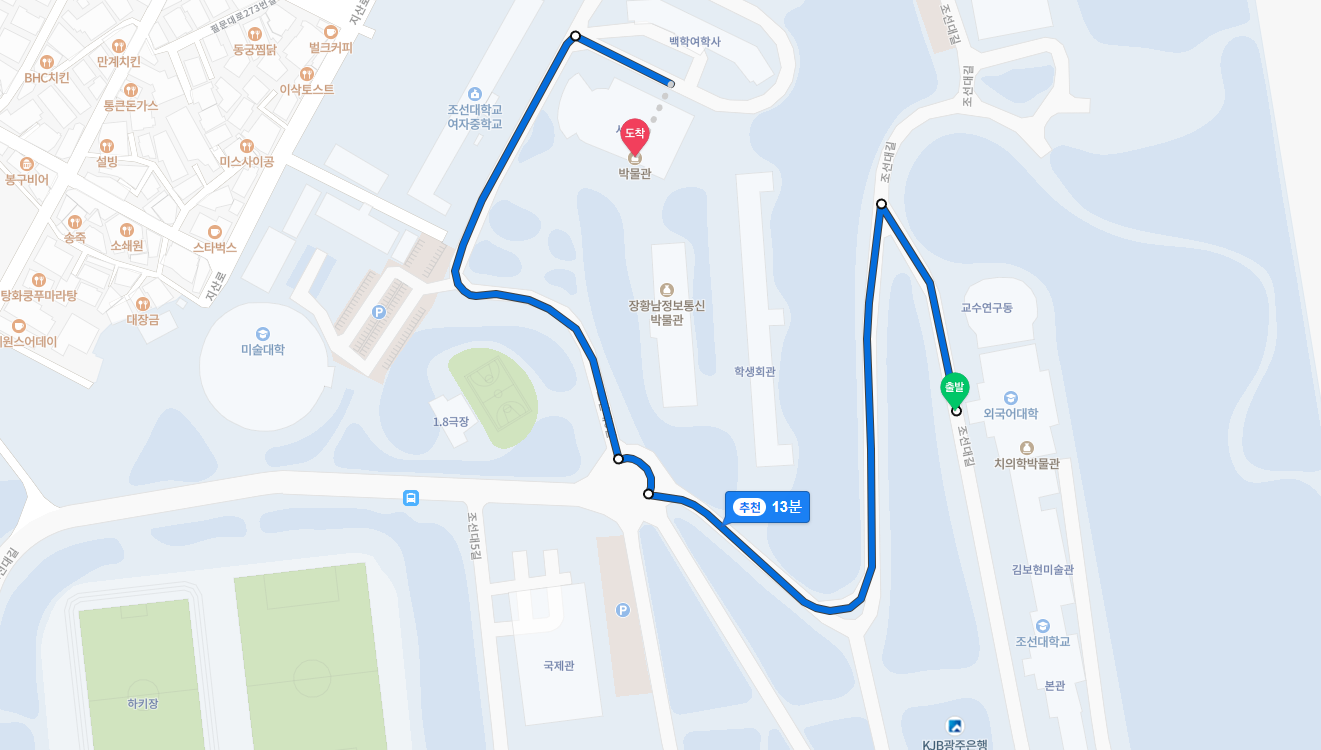 필문대로273번길
지산로
조선대길
동궁찜닭
벌크커피
백학여학사
만계치킨
BHC치킨
이삭토스트
조선대길
통큰돈가스
조선대학교
여자중학교
도착
설빙
미스사이공
조선대길
봉구비어
박물관
송죽
소쇄원
스타벅스
지산로
탕화쿵푸마라탕
장황남정보통신
박물관
교수연구동
대장금
P
미술대학
학생회관
출발
외국어대학
1.8극장
조선대길
치의학박물관
추천 13분
조선대5길
김보현미술관
P
조선대학교
국제관
본관
하키장
KJB광주은행